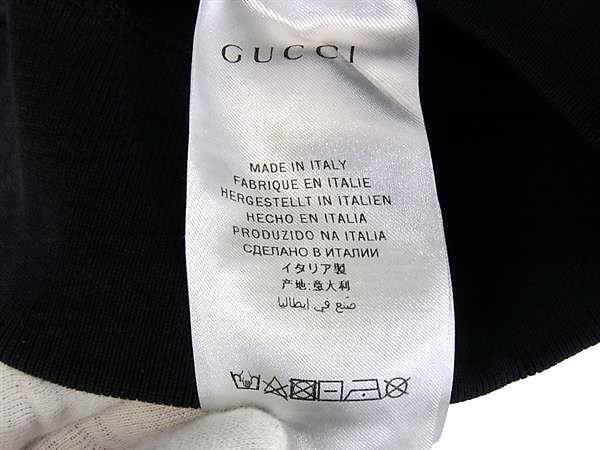 GUCCI
MADE IN ITALY
FABRIQUE EN ITALIE
HERGESTELLT IN ITALIEN
HECHO EN ITALIA
PRODUZIDO NA ITALIA
СДЕЛАНО В ИТАЛИИ
イタリア製
产地:意大利
صنع في إيطاليا